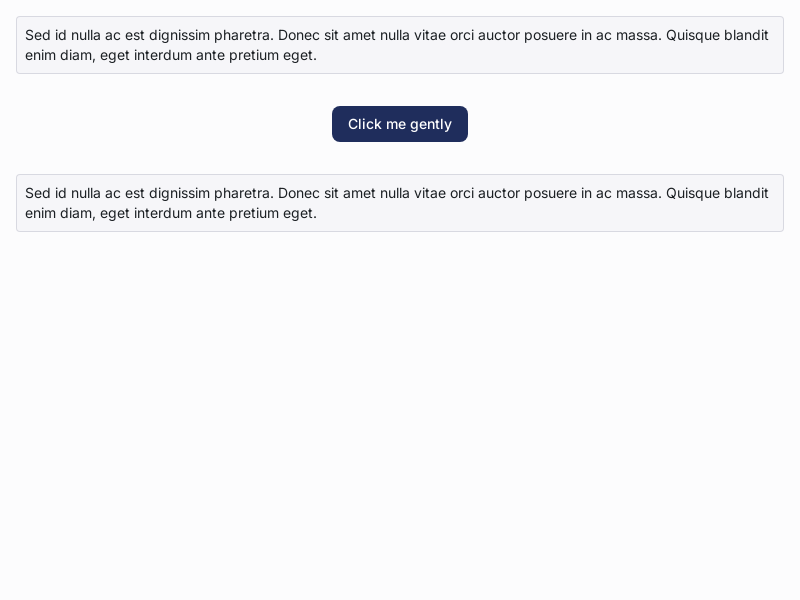 Sed id nulla ac est dignissim pharetra. Donec sit amet nulla vitae orci auctor posuere in ac massa. Quisque blandit
enim diam, eget interdum ante pretium eget.
Click me gently
Sed id nulla ac est dignissim pharetra. Donec sit amet nulla vitae orci auctor posuere in ac massa. Quisque blandit
enim diam, eget interdum ante pretium eget.